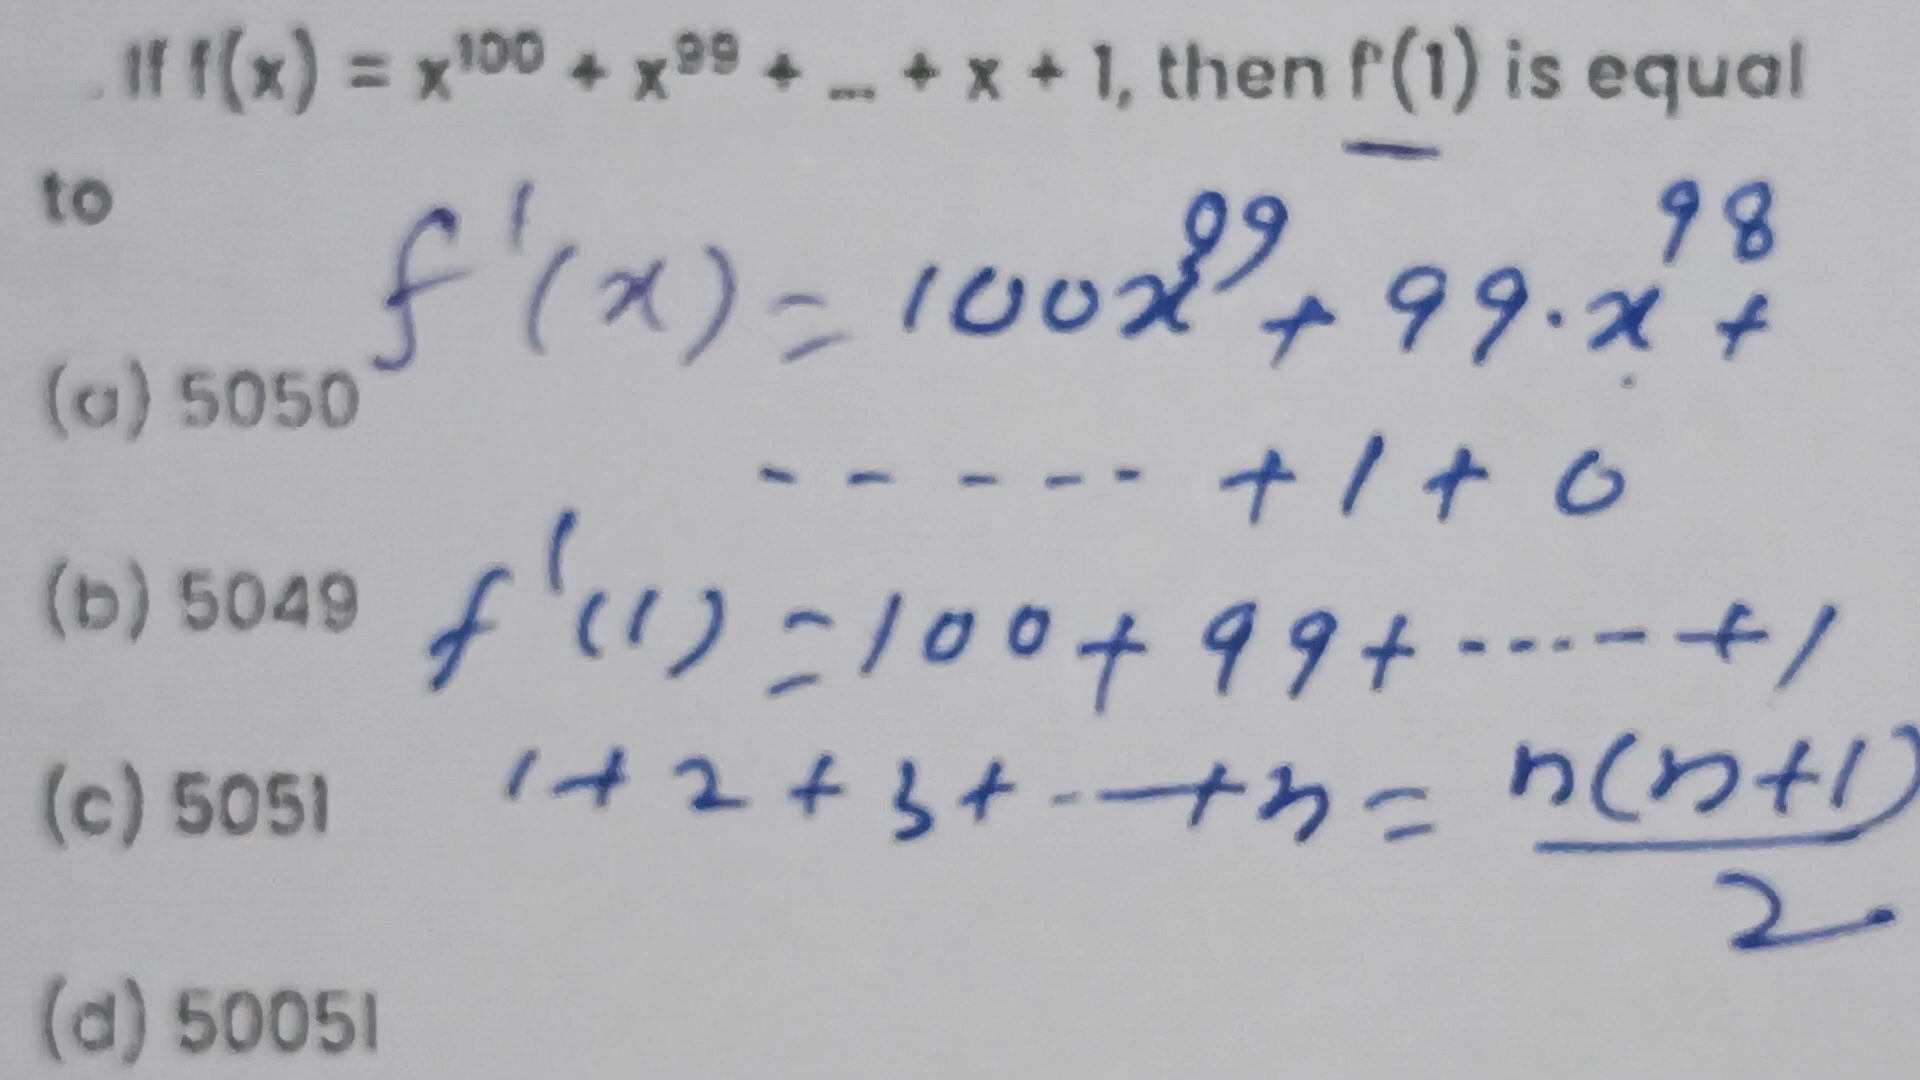 If f(x) = x^100 + x^99 + ... + x + 1, then f'(1) is equal
to
f'(x) = 100x^99 + 99.x^98 +
(a) 5050
- - - - - + 1 + 0
(b) 5049
f'(1) = 100 + 99 + ----- + 1
(c) 5051
1 + 2 + 3 + - — + n = n(n+1)/2
(d) 50051